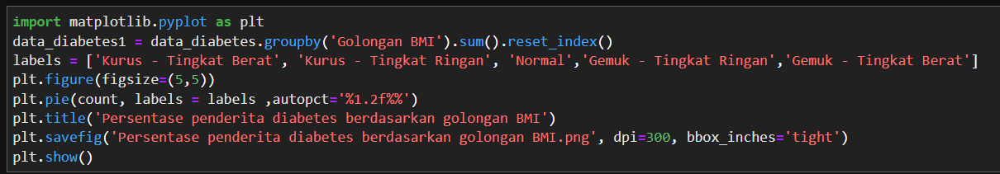 import matplotlib.pyplot as plt
data_diabetes1 = data_diabetes.groupby('Golongan BMI').sum().reset_index()
labels = ['Kurus - Tingkat Berat', 'Kurus - Tingkat Ringan', 'Normal','Gemuk - Tingkat Ringan','Gemuk - Tingkat Berat']
plt.figure(figsize=(5,5))
plt.pie(count, labels = labels ,autopct='%1.2f%%')
plt.title('Persentase penderita diabetes berdasarkan golongan BMI')
plt.savefig('Persentase penderita diabetes berdasarkan golongan BMI.png', dpi=300, bbox_inches='tight')
plt.show()